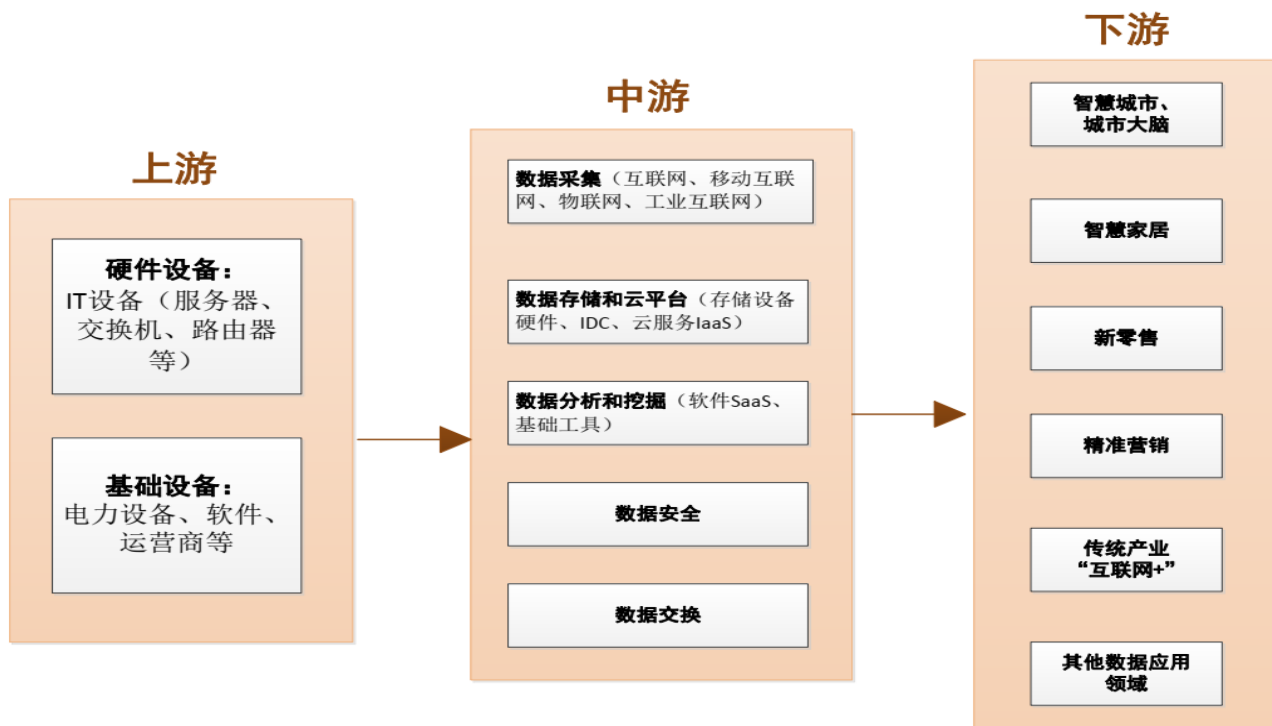 上游
硬件设备：
IT设备（服务器、
交换机、路由器
等）
基础设备：
电力设备、软件、
运营商等
中游
数据采集（互联网、移动互联
网、物联网、工业互联网）
数据存储和云平台（存储设备
硬件、IDC、云服务IaaS）
数据分析和挖掘（软件SaaS、
基础工具）
数据安全
数据交换
下游
智慧城市、
城市大脑
智慧家居
新零售
精准营销
传统产业
“互联网+”
其他数据应用
领域